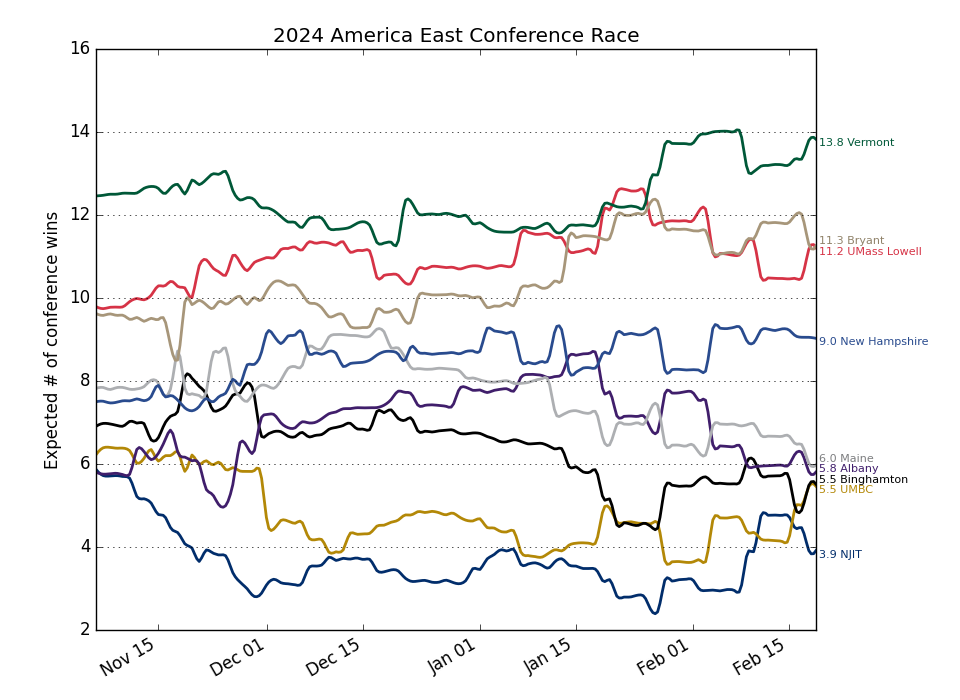 2024 America East Conference Race
Expected # of conference wins
16
14
12
10
8
6
4
2
13.8 Vermont
11.3 Bryant
11.2 UMass Lowell
9.0 New Hampshire
6.0 Maine
5.8 Albany
5.5 Binghamton
5.5 UMBC
3.9 NJIT
Nov 15
Dec 01
Dec 15
Jan 01
Jan 15
Feb 01
Feb 15